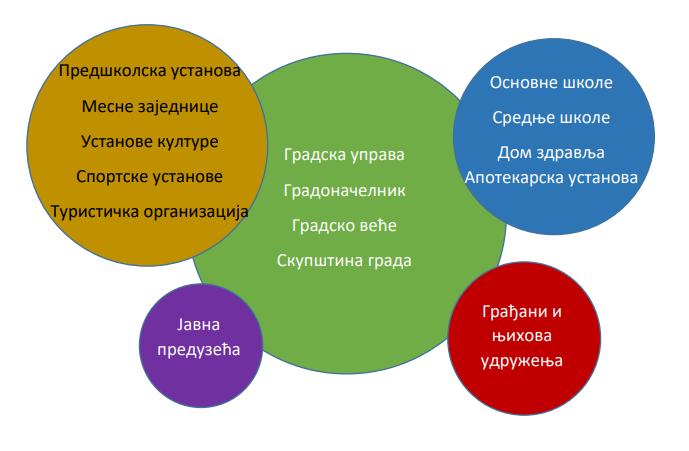 Предшколска установа
Месне заједнице
Установе културе
Спортске установе
Туристичка организација
Градска управа
Градоначелник
Градско веће
Скупштина града
Основне школе
Средње школе
Дом здравља
Апотекарска установа
Јавна
предузећа
Грађани и
њихова
удружења